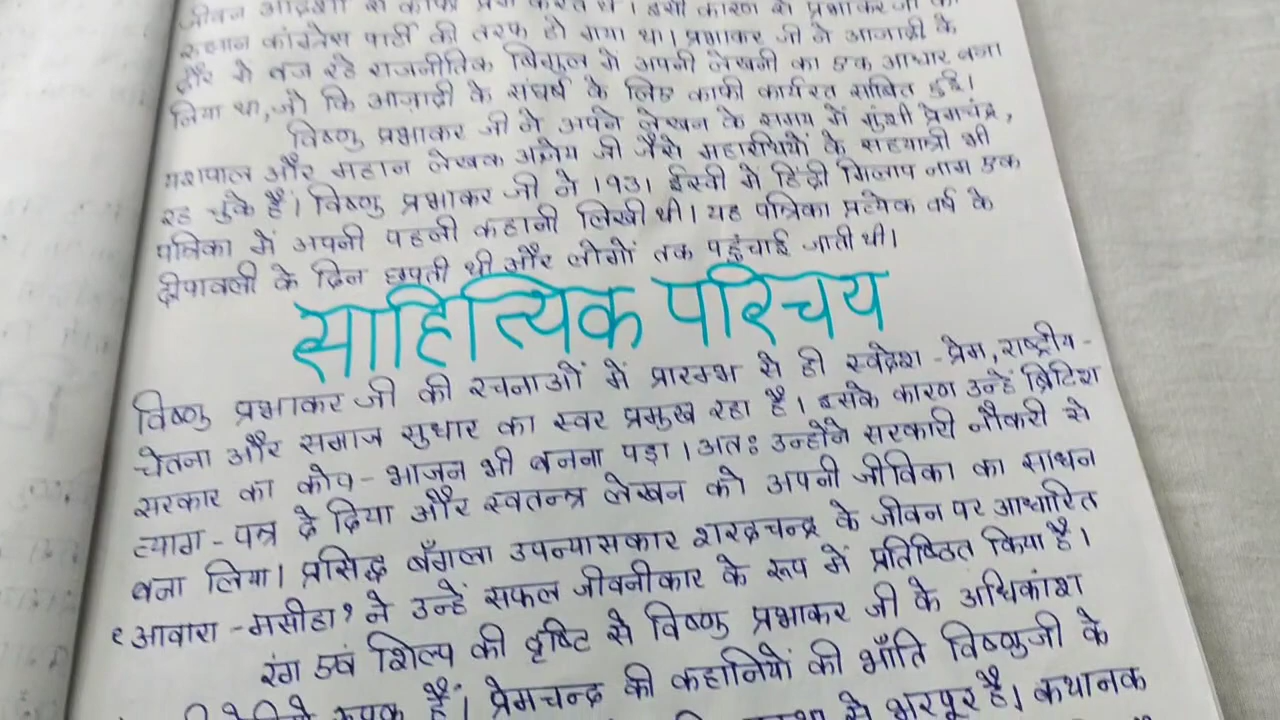 जीवन आदर्शों से काफी प्रेम करते थे। इसी कारण से प्रभाकर जी का
रुझान कांग्रेस पार्टी की तरफ हो गया था। प्रभाकर जी ने आजादी के
दौर में बज रहे राजनीतिक बिगुल में अपनी लेखनी का एक आधार बना
लिया था, जो कि आजादी के संघर्ष के लिए काफी कार्यरत साबित हुई।
विष्णु प्रभाकर जी ने अपने लेखन के समय में मुंशी प्रेमचंद्र,
यशपाल और महान लेखक अज्ञेय जी जैसे महारथियों के सहयात्री भी
रह चुके हैं। विष्णु प्रभाकर जी ने 1931 ईस्वी में हिंदी मिलाप नाम एक
पत्रिका में अपनी पहली कहानी लिखी थी। यह पत्रिका प्रत्येक वर्ष के
दीपावली के दिन छपती थी और लोगों तक पहुंचाई जाती थी।
साहित्यिक परिचय
विष्णु प्रभाकर जी की रचनाओं में प्रारम्भ से ही स्वदेश-प्रेम, राष्ट्रीय-
चेतना और समाज सुधार का स्वर प्रमुख रहा है। इसके कारण उन्हें ब्रिटिश
सरकार का कोप-भाजन भी बनना पड़ा। अतः उन्होंने सरकारी नौकरी से
त्याग-पत्र दे दिया और स्वतन्त्र लेखन को अपनी जीविका का साधन
बना लिया। प्रसिद्ध बँगला उपन्यासकार शरदचन्द्र के जीवन पर आधारित
'आवारा-मसीहा' ने उन्हें सफल जीवनीकार के रूप में प्रतिष्ठित किया है।
रंग एवं शिल्प की दृष्टि से विष्णु प्रभाकर जी के अधिकांश
रूपक हैं। प्रेमचन्द की कहानियों की भाँति विष्णुजी के
से भरपूर है। कथानक